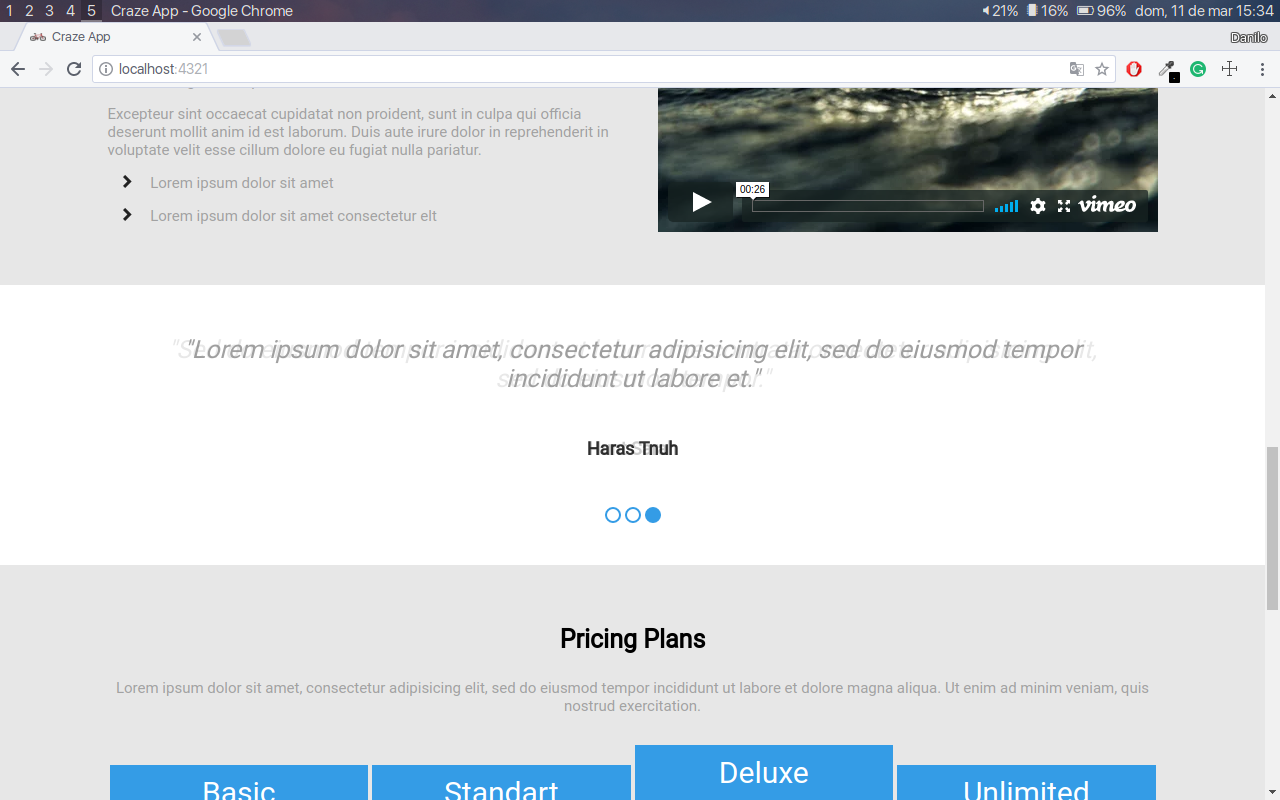 1 2 3 4 5 Craze App - Google Chrome 21% 16% 96% dom, 11 de mar 15:34
Craze App Danilo
localhost:4321
Excepteur sint occaecat cupidatat non proident, sunt in culpa qui officia
deserunt mollit anim id est laborum. Duis aute irure dolor in reprehenderit in
voluptate velit esse cillum dolore eu fugiat nulla pariatur.
Lorem ipsum dolor sit amet
Lorem ipsum dolor sit amet consectetur elt
00:26
vimeo
"Lorem ipsum dolor sit amet, consectetur adipisicing elit, sed do eiusmod tempor
incididunt ut labore et."
Haras Tnuh
Pricing Plans
Lorem ipsum dolor sit amet, consectetur adipisicing elit, sed do eiusmod tempor incididunt ut labore et dolore magna aliqua. Ut enim ad minim veniam, quis
nostrud exercitation.
Basic Standart Deluxe Unlimited